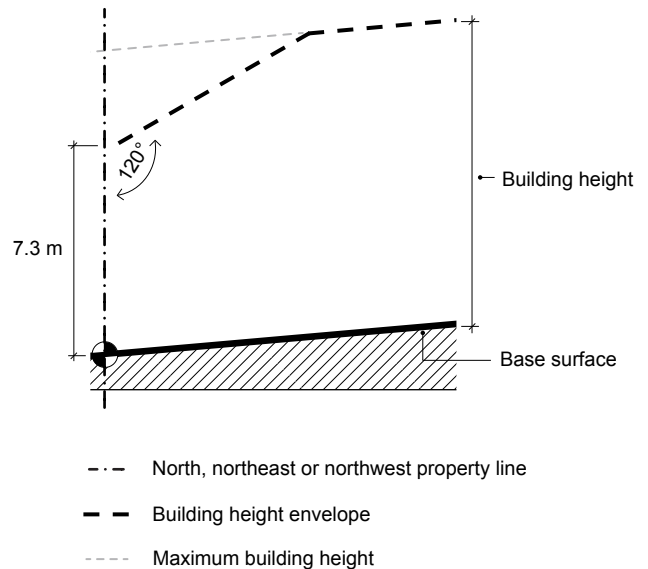 120°
Building height
7.3 m
Base surface
North, northeast or northwest property line
Building height envelope
Maximum building height